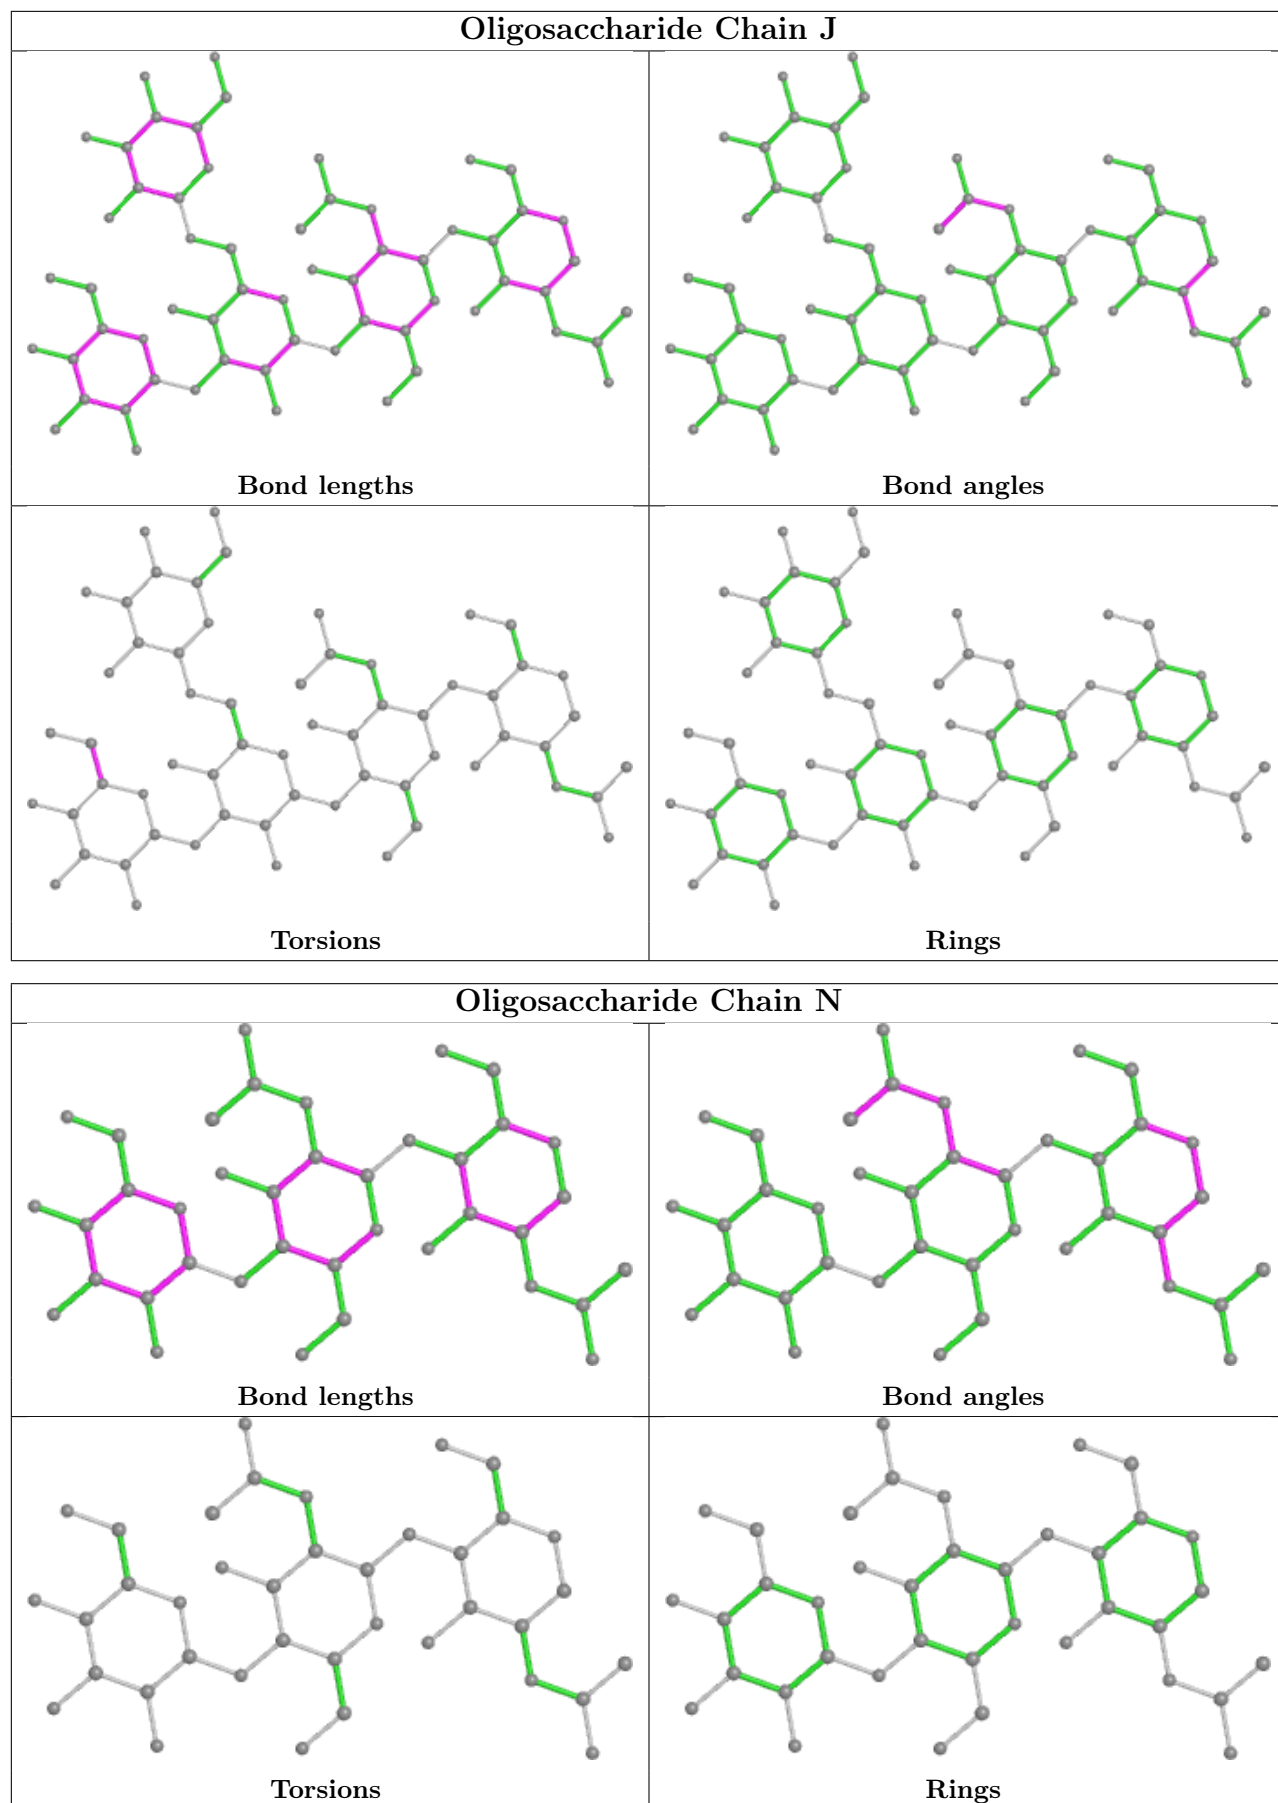 Oligosaccharide Chain J
Bond lengths
Bond angles
Torsions
Rings
Oligosaccharide Chain N
Bond lengths
Bond angles
Torsions
Rings